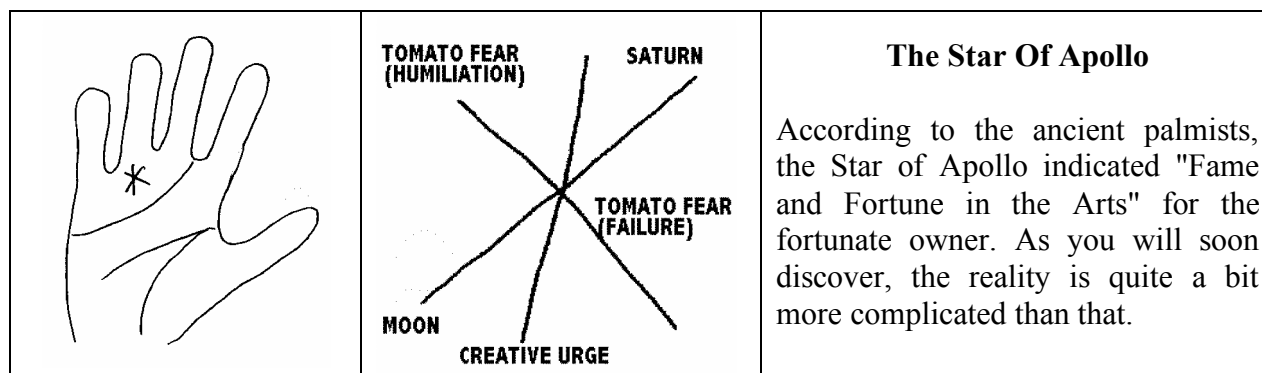 TOMATO FEAR
(HUMILIATION)
SATURN
TOMATO FEAR
(FAILURE)
MOON
CREATIVE URGE
The Star Of Apollo
According to the ancient palmists,
the Star of Apollo indicated "Fame
and Fortune in the Arts" for the
fortunate owner. As you will soon
discover, the reality is quite a bit
more complicated than that.